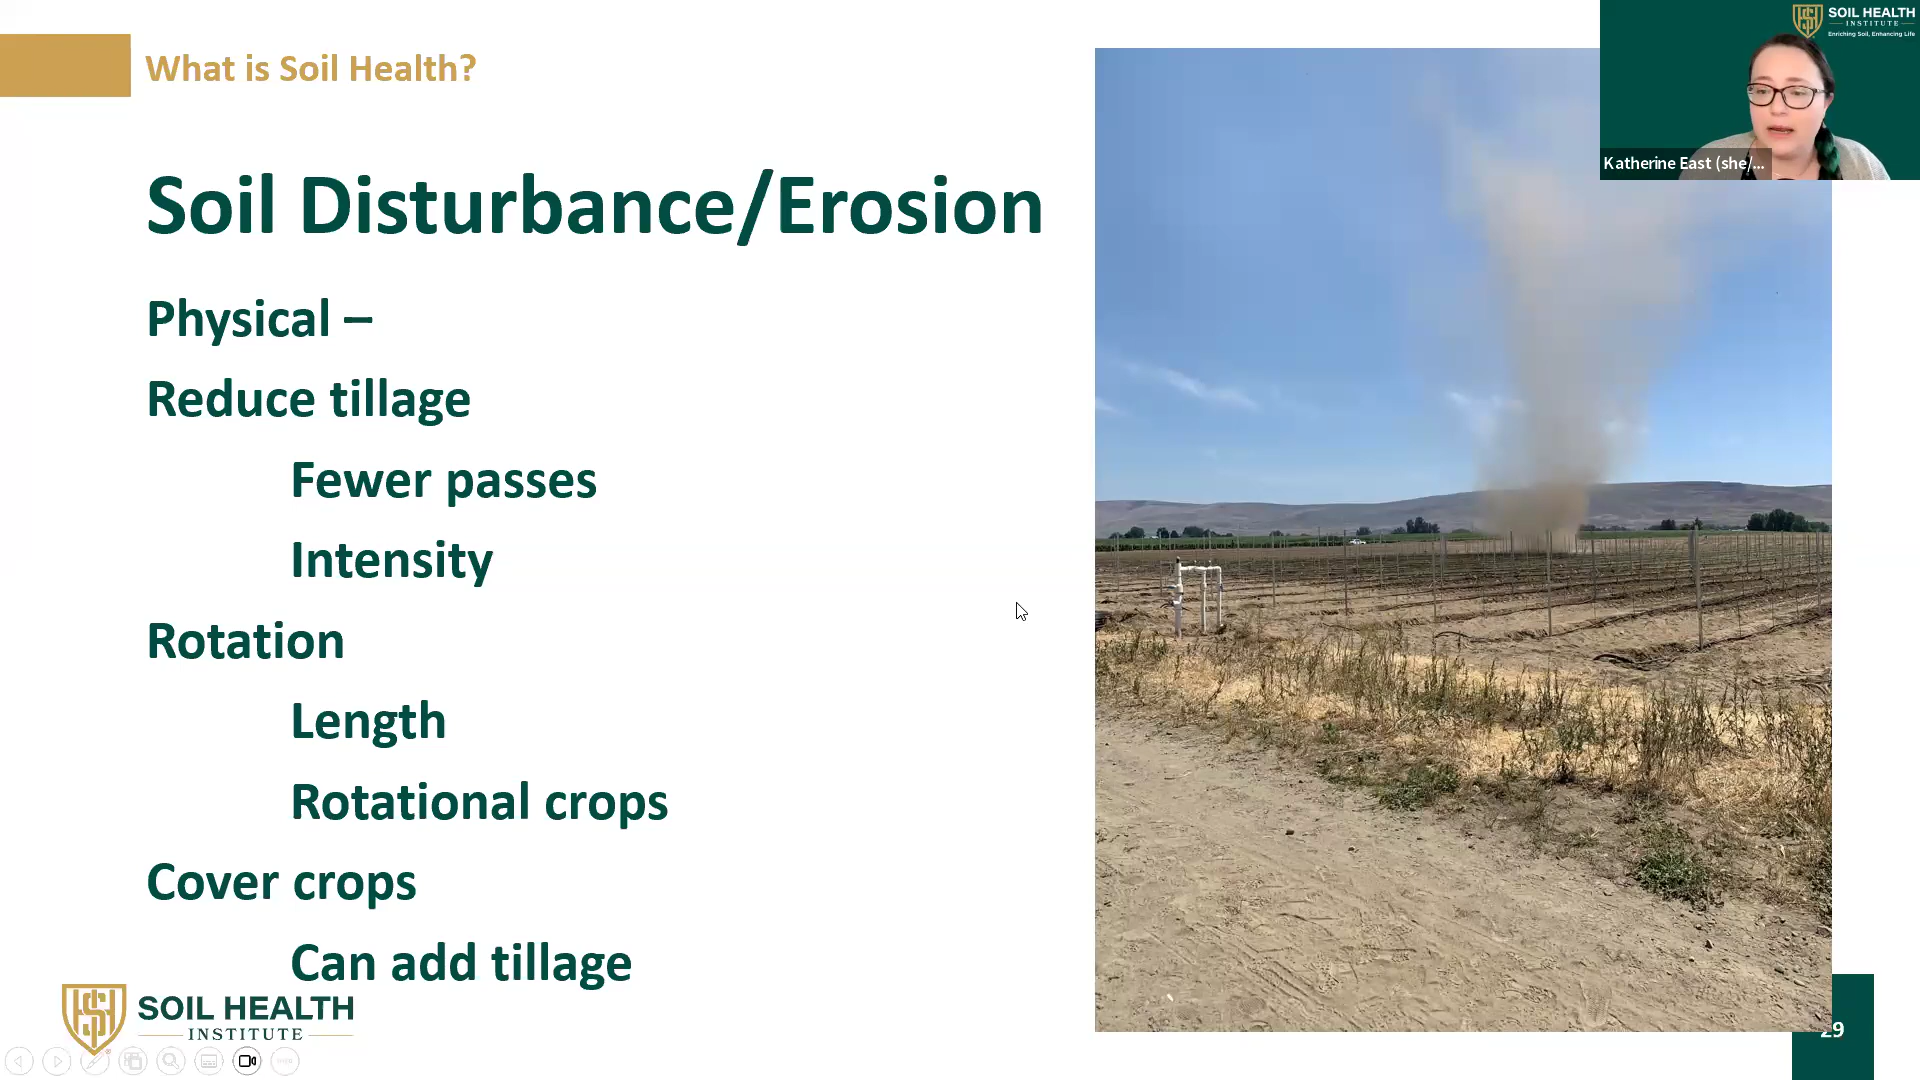 What is Soil Health?
Soil Disturbance/Erosion
Physical –
Reduce tillage
Fewer passes
Intensity
Rotation
Length
Rotational crops
Cover crops
Can add tillage
SOIL HEALTH
INSTITUTE
SOIL HEALTH
INSTITUTE
Enriching Soil, Enhancing Life
Katherine East (she/...
29